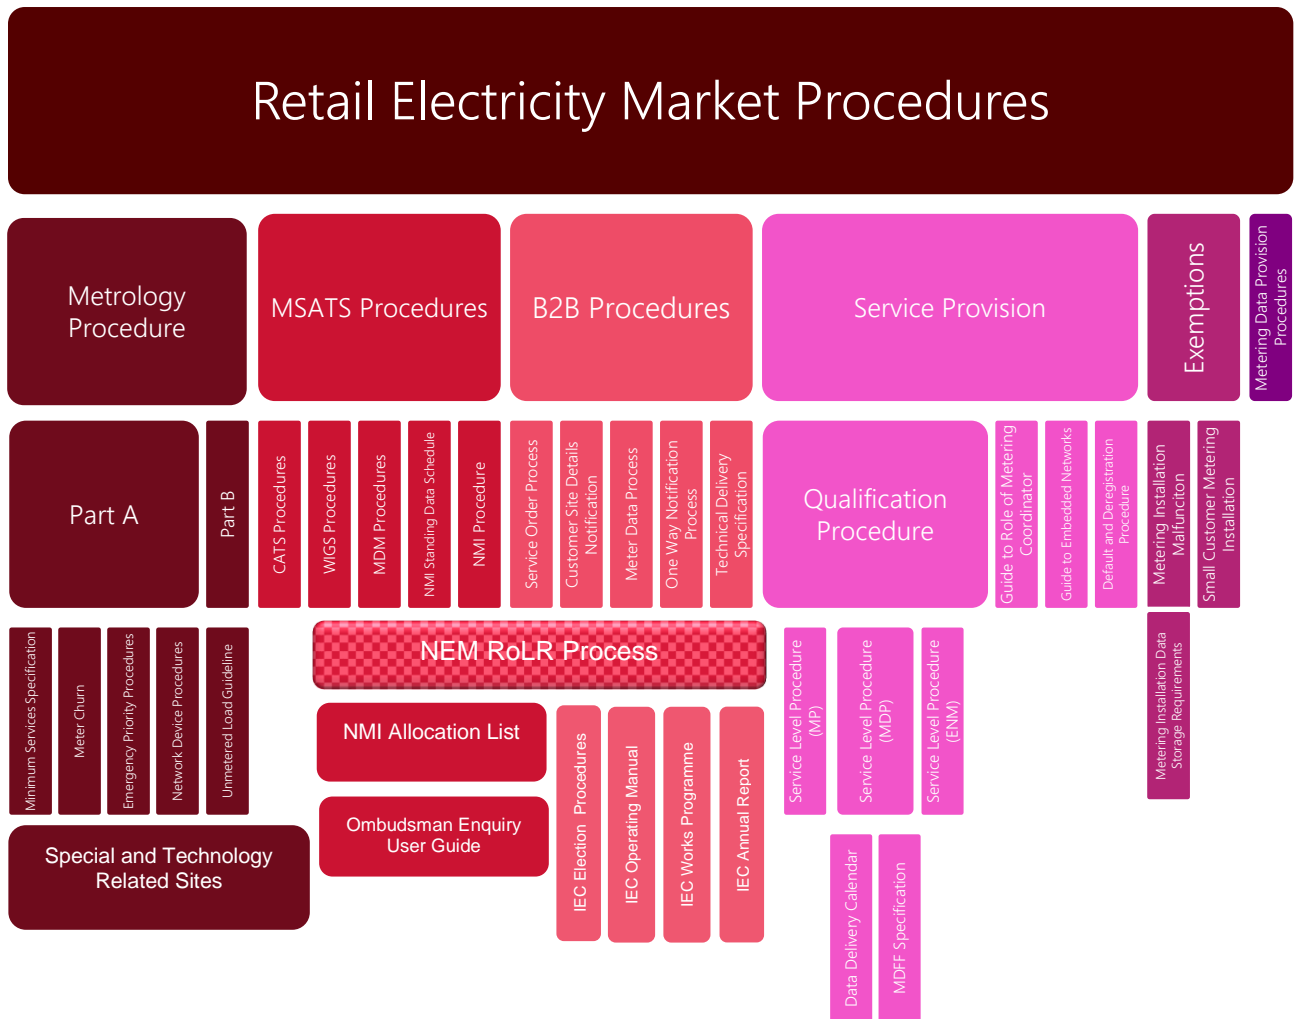 Retail Electricity Market Procedures
Metrology
Procedure
MSATS Procedures
B2B Procedures
Service Provision
Exemptions
Metering Data Provision
Procedures
Part A
Part B
CATS Procedures
WIGS Procedures
MDM Procedures
NMI Standing Data Schedule
NMI Procedure
Service Order Process
Customer Site Details
Notification
Meter Data Process
One Way Notification
Process
Technical Delivery
Specification
Qualification
Procedure
Guide to Role of Metering
Coordinator
Guide to Embedded Networks
Default and Deregistration
Procedure
Metering Installation
Malfunciton
Small Customer Metering
Installation
Minimum Services Specification
Meter Churn
Emergency Priority Procedures
Network Device Procedures
Unmetered Load Guideline
NEM RoLR Process
Service Level Procedure
(MP)
Service Level Procedure
(MDP)
Service Level Procedure
(ENM)
Metering Installation Data
Storage Requirements
NMI Allocation List
Ombudsman Enquiry
User Guide
IEC Election  Procedures
IEC Operating Manual
IEC Works Programme
IEC Annual Report
Special and Technology
Related Sites
Data Delivery Calendar
MDFF Specification